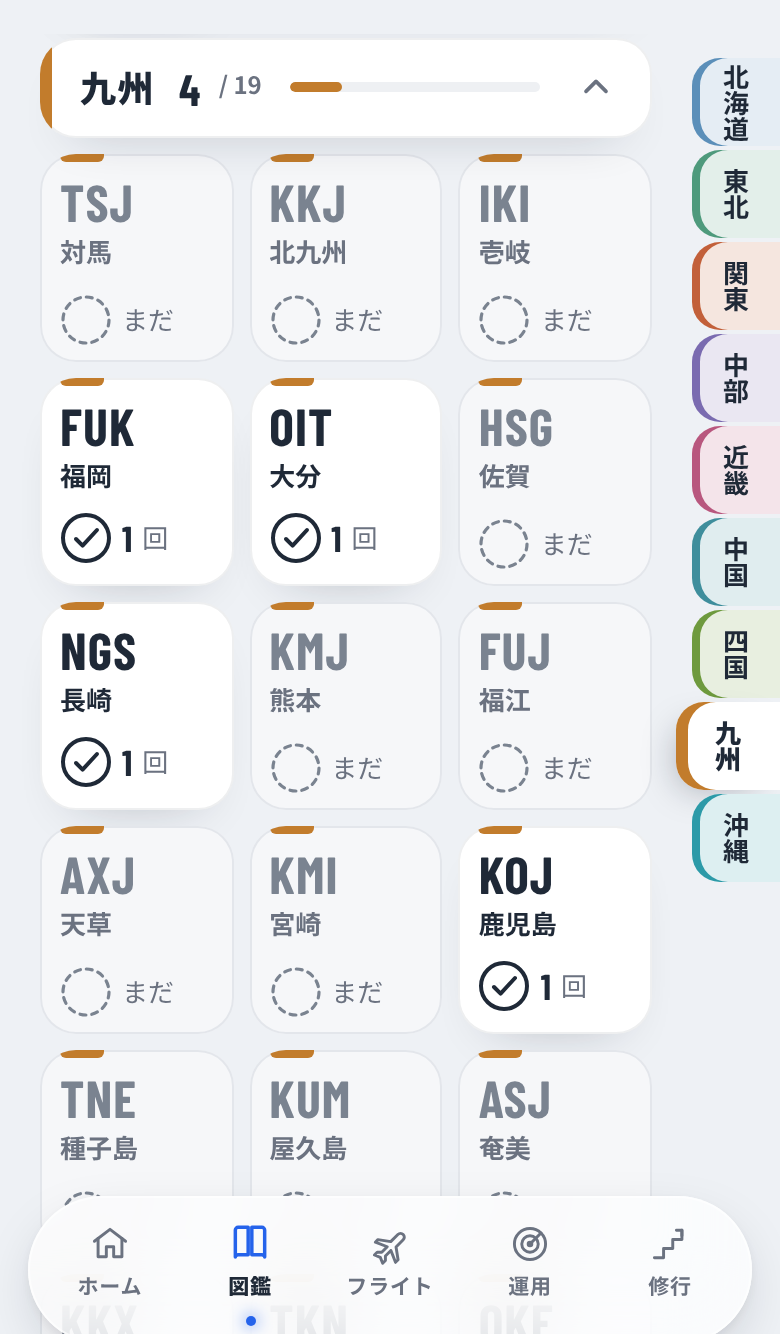 九州 4 / 19
TSJ
対馬
まだ
KKJ
北九州
まだ
IKI
壱岐
まだ
FUK
福岡
1 回
OIT
大分
1 回
HSG
佐賀
まだ
NGS
長崎
1 回
KMJ
熊本
まだ
FUJ
福江
まだ
AXJ
天草
まだ
KMI
宮崎
まだ
KOJ
鹿児島
1 回
TNE
種子島
KUM
屋久島
ASJ
奄美
KKX
TKN
OKE
北海道
東北
関東
中部
近畿
中国
四国
九州
沖縄
ホーム
図鑑
フライト
運用
修行